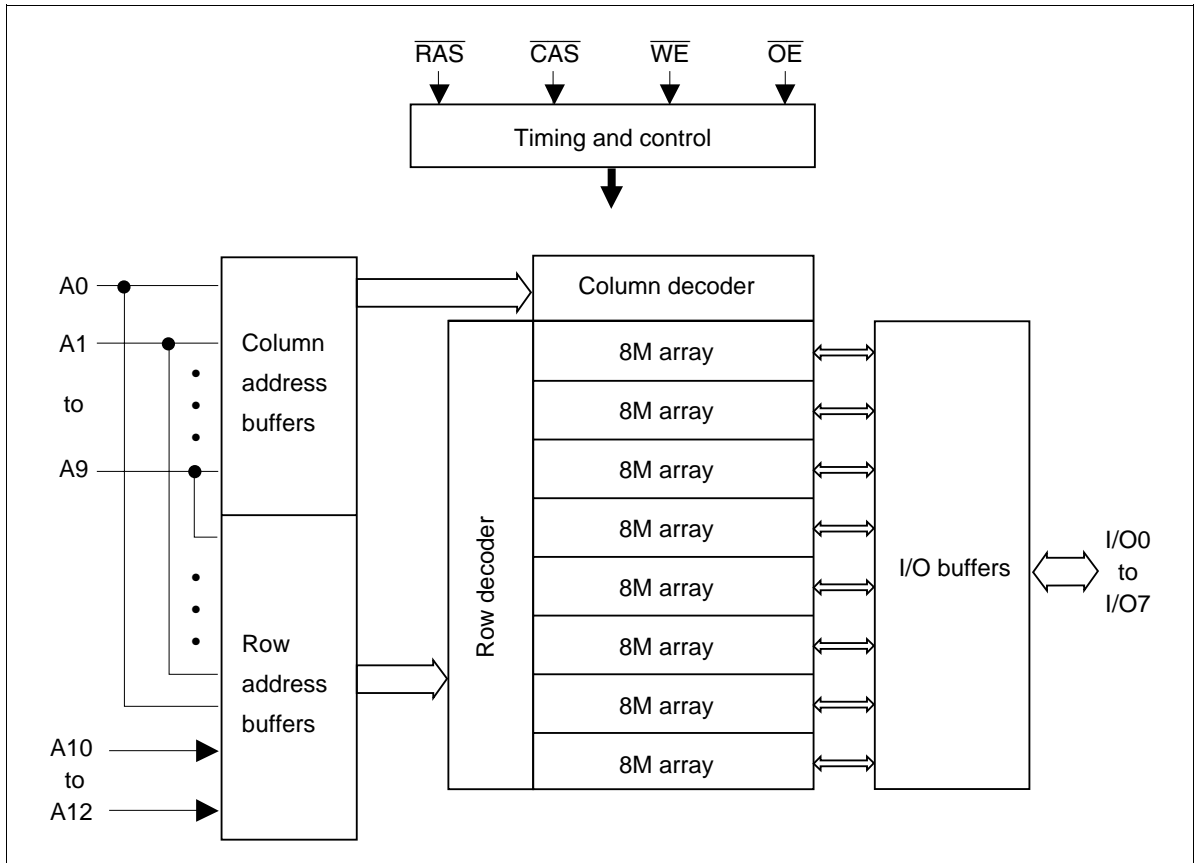 RAS CAS WE OE
Timing and control
A0
A1
to
A9
Column
address
buffers
Column decoder
Row decoder
8M array
8M array
8M array
8M array
8M array
8M array
8M array
8M array
I/O buffers
I/O0
to
I/O7
Row
address
buffers
A10
to
A12